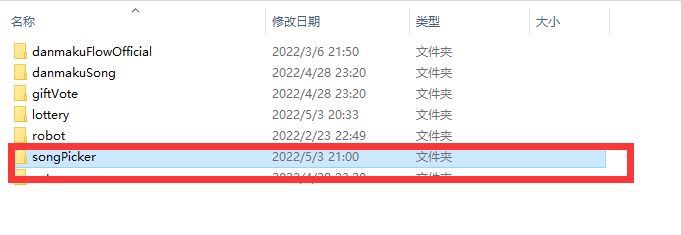 名称 修改日期 类型 大小
danmakuFlowOfficial 2022/3/6 21:50 文件夹
danmakuSong 2022/4/28 23:20 文件夹
giftVote 2022/4/28 23:20 文件夹
lottery 2022/5/3 20:33 文件夹
robot 2022/2/23 22:49 文件夹
songPicker 2022/5/3 21:00 文件夹